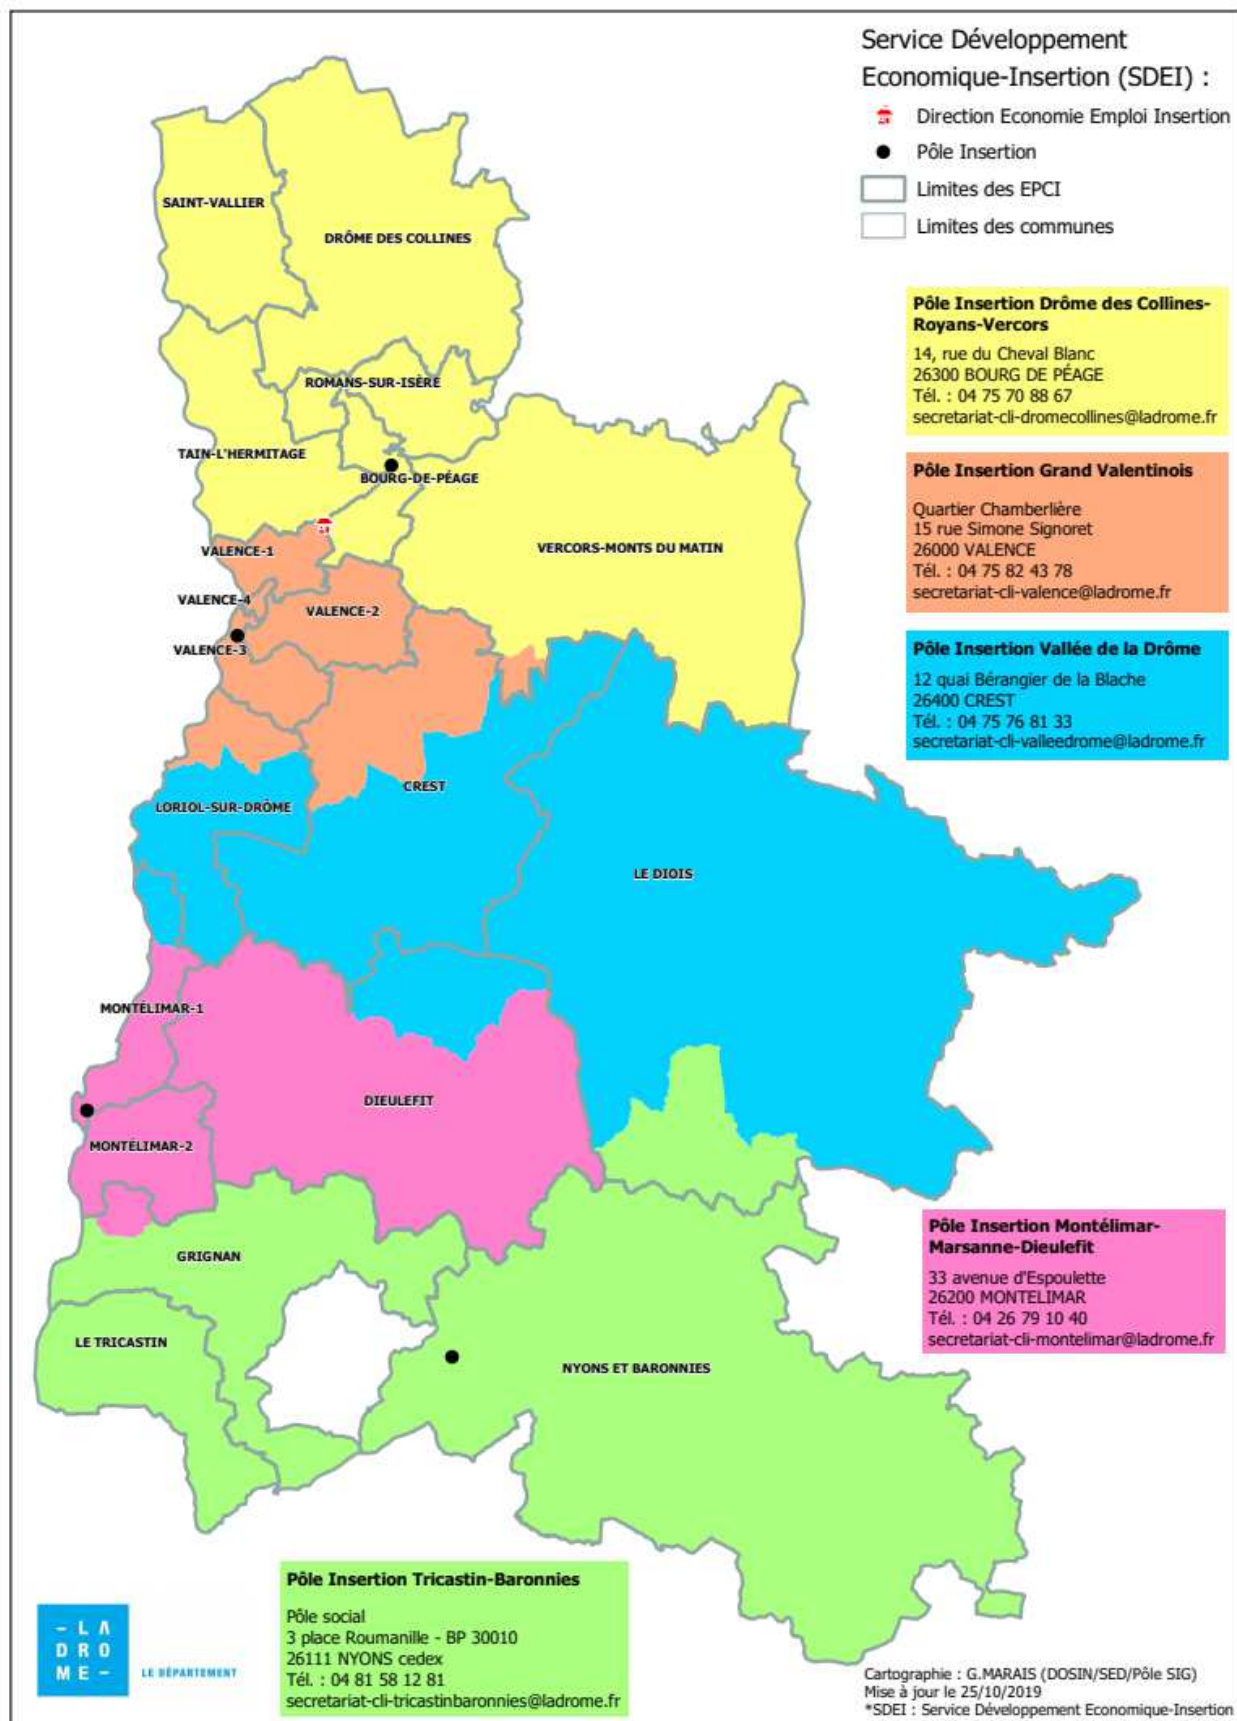 Service Développement
Economique-Insertion (SDEI) :
Direction Economie Emploi Insertion
Pôle Insertion
Limites des EPCI
Limites des communes
SAINT-VALLIER
DRÔME DES COLLINES
Pôle Insertion Drôme des Collines-
Royans-Vercors
14, rue du Cheval Blanc
26300 BOURG DE PÉAGE
Tél. : 04 75 70 88 67
secretariat-cli-dromecollines@ladrome.fr
ROMANS-SUR-ISÈRE
TAIN-L'HERMITAGE
BOURG-DE-PÉAGE
Pôle Insertion Grand Valentinois
Quartier Chamberlière
15 rue Simone Signoret
26000 VALENCE
Tél. : 04 75 82 43 78
secretariat-cli-valence@ladrome.fr
VALENCE-1
VERCORS-MONTS DU MATIN
VALENCE-4
VALENCE-2
VALENCE-3
Pôle Insertion Vallée de la Drôme
12 quai Bérangier de la Blache
26400 CREST
Tél. : 04 75 76 81 33
secretariat-cli-valleedrome@ladrome.fr
CREST
LORIOL-SUR-DRÔME
LE DIOIS
MONTÉLIMAR-1
DIEULEFIT
MONTÉLIMAR-2
Pôle Insertion Montélimar-
Marsanne-Dieulefit
33 avenue d'Espoulette
26200 MONTELIMAR
Tél. : 04 26 79 10 40
secretariat-cli-montelimar@ladrome.fr
GRIGNAN
LE TRICASTIN
NYONS ET BARONNIES
Pôle Insertion Tricastin-Baronnies
Pôle social
3 place Roumanille - BP 30010
26111 NYONS cedex
Tél. : 04 81 58 12 81
secretariat-cli-tricastinbaronnies@ladrome.fr
– L A
D R O
M E –
LE DÉPARTEMENT
Cartographie : G.MARAIS (DOSIN/SED/Pôle SIG)
Mise à jour le 25/10/2019
*SDEI : Service Développement Economique-Insertion